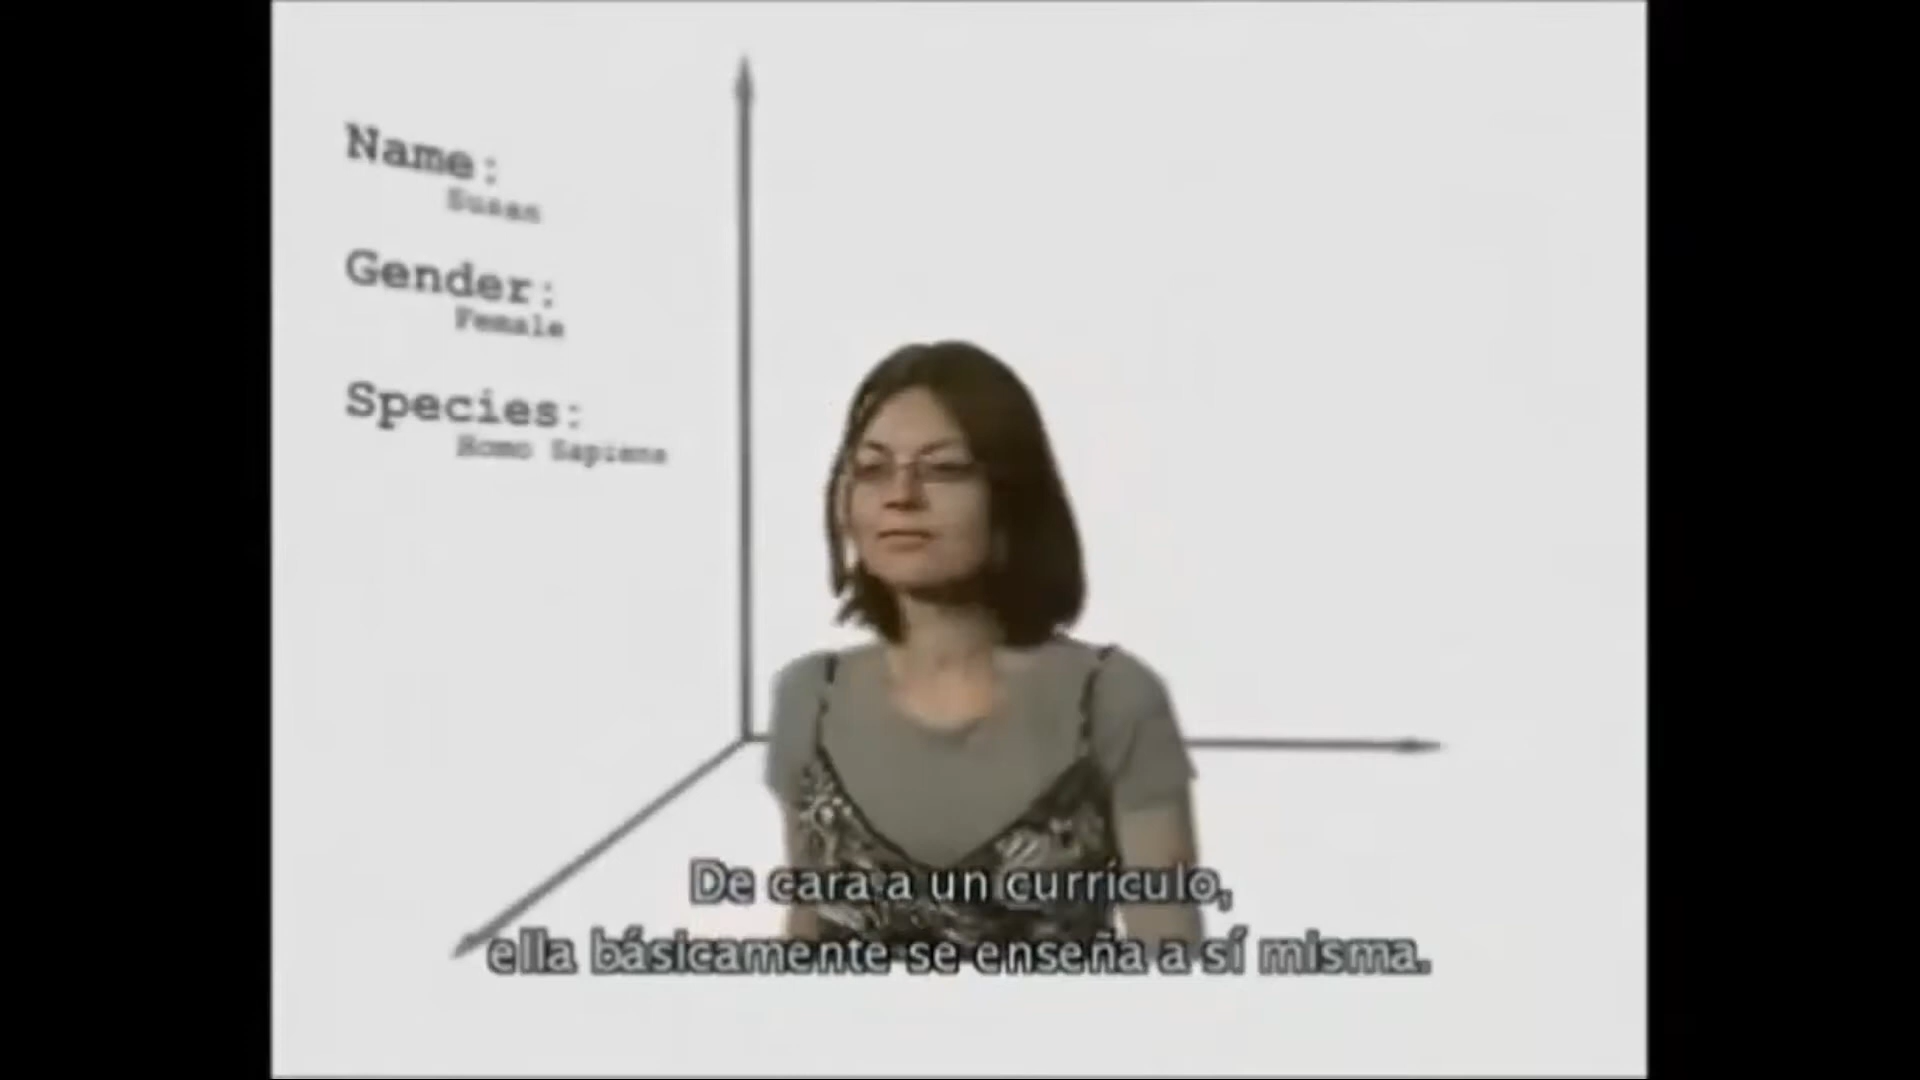 Name:
Susan
Gender:
Female
Species:
Homo Sapiens
De cara a un currículo,
ella básicamente se enseña a sí misma.